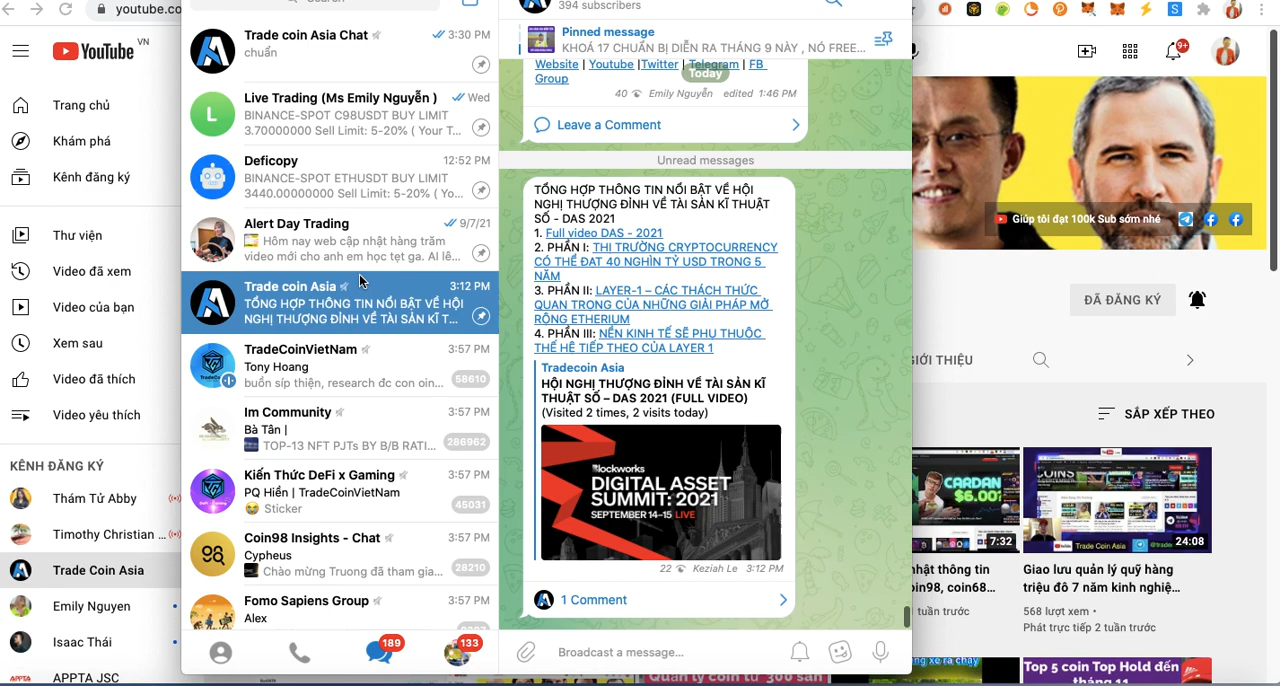 youtube.co
YouTube VN
Trang chủ
Khám phá
Kênh đăng ký
Thư viện
Video đã xem
Video của bạn
Xem sau
Video đã thích
Video yêu thích
KÊNH ĐĂNG KÝ
Thám Tử Abby
Timothy Christian ...
Trade Coin Asia
Emily Nguyen
Isaac Thái
APPTA JSC
Search
Trade coin Asia Chat 3:30 PM
chuẩn
Live Trading (Ms Emily Nguyễn ) Wed
BINANCE-SPOT C98USDT BUY LIMIT
3.70000000 Sell Limit: 5-20% ( Your T...
Deficopy 12:52 PM
BINANCE-SPOT ETHUSDT BUY LIMIT
3440.00000000 Sell Limit: 5-20% ( Yo...
Alert Day Trading 9/7/21
Hôm nay web cập nhật hàng trăm
video mới cho anh em học tẹt ga. AI lê...
Trade coin Asia 3:12 PM
TỔNG HỢP THÔNG TIN NỔI BẬT VỀ HỘI
NGHỊ THƯỢNG ĐỈNH VỀ TÀI SẢN KĨ T...
TradeCoinVietNam 3:57 PM
Tony Hoang
buồn síp thiện, research đc con oin... 58610
Im Community 3:57 PM
Bà Tân |
TOP-13 NFT PJTs BY B/B RATI... 286962
Kiến Thức DeFi x Gaming 3:57 PM
PQ Hiển | TradeCoinVietNam
Sticker 45031
Coin98 Insights - Chat 3:57 PM
Cypheus
Chào mừng Truong đã tham gia... 28210
Fomo Sapiens Group 3:57 PM
Alex
189
133
394 subscribers
Pinned message
KHOÁ 17 CHUẨN BỊ DIỄN RA THÁNG 9 NÀY , NÓ FREE...
Website | Youtube |Twitter | Telegram | FB
Group
Today
40 Emily Nguyễn edited 1:46 PM
Leave a Comment
Unread messages
TỔNG HỢP THÔNG TIN NỔI BẬT VỀ HỘI
NGHỊ THƯỢNG ĐỈNH VỀ TÀI SẢN KĨ THUẬT
SỐ - DAS 2021
1. Full video DAS - 2021
2. PHẦN I: THỊ TRƯỜNG CRYPTOCURRENCY
CÓ THỂ ĐẠT 40 NGHÌN TỶ USD TRONG 5
NĂM
3. PHẦN II: LAYER-1 – CÁC THÁCH THỨC
QUAN TRỌNG CỦA NHỮNG GIẢI PHÁP MỞ
RỘNG ETHERIUM
4. PHẦN III: NỀN KINH TẾ SẼ PHỤ THUỘC
THẾ HỆ TIẾP THEO CỦA LAYER 1
Tradecoin Asia
HỘI NGHỊ THƯỢNG ĐỈNH VỀ TÀI SẢN KĨ
THUẬT SỐ – DAS 2021 (FULL VIDEO)
(Visited 2 times, 2 visits today)
Blockworks
DIGITAL ASSET
SUMMIT: 2021
SEPTEMBER 14–15 LIVE
22 Keziah Le 3:12 PM
1 Comment
Broadcast a message...
9+
Giúp tôi đạt 100k Sub sớm nhé
ĐÃ ĐĂNG KÝ
GIỚI THIỆU
SẮP XẾP THEO
CARDAN
$6.00?
7:32
COINS
Trade Coin Asia
24:08
nhật thông tin
oin98, coin68...
tuần trước
Giao lưu quản lý quỹ hàng
triệu đô 7 năm kinh nghiệ...
568 lượt xem •
Phát trực tiếp 2 tuần trước
Quản lý coin từ 300 sàn
Top 5 coin Top Hold đến
tháng 11